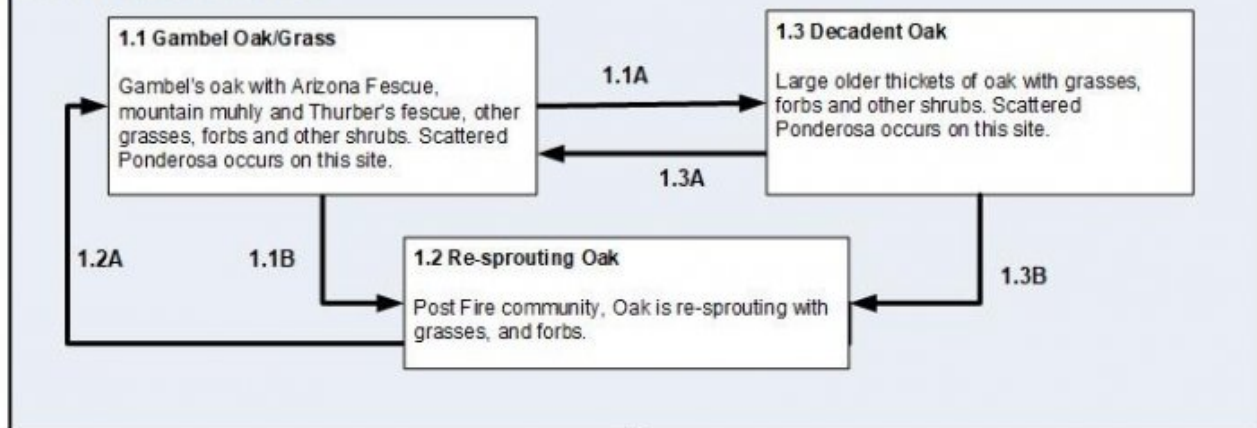 1.1 Gambel Oak/Grass
Gambel's oak with Arizona Fescue,
mountain muhly and Thurber's fescue, other
grasses, forbs and other shrubs. Scattered
Ponderosa occurs on this site.
1.1A
1.3A
1.3 Decadent Oak
Large older thickets of oak with grasses,
forbs and other shrubs. Scattered
Ponderosa occurs on this site.
1.2A
1.1B
1.2 Re-sprouting Oak
Post Fire community, Oak is re-sprouting with
grasses, and forbs.
1.3B